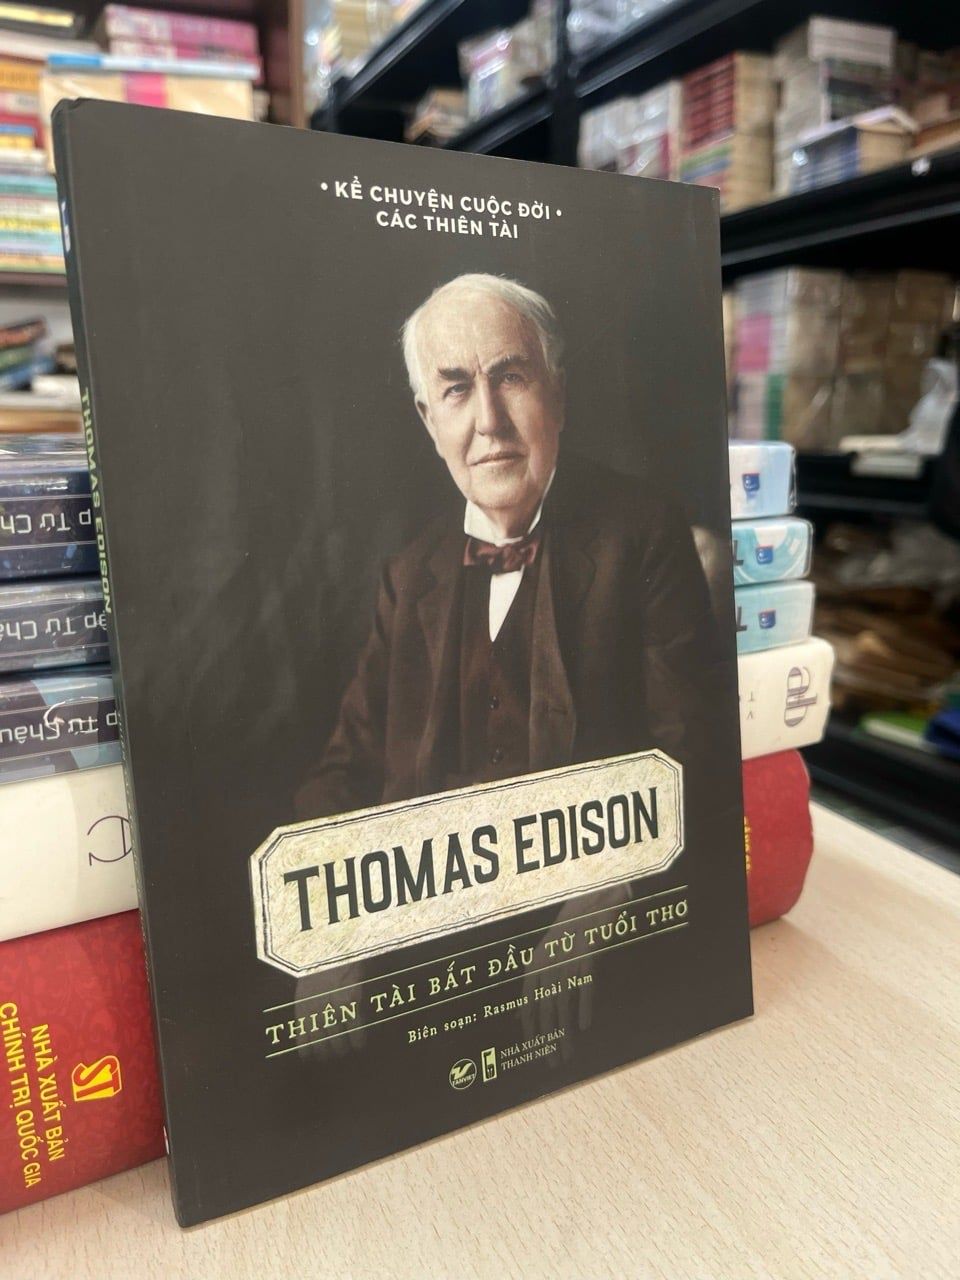 • KỂ CHUYỆN CUỘC ĐỜI •
CÁC THIÊN TÀI
THOMAS EDISON
THIÊN TÀI BẮT ĐẦU TỪ TUỔI THƠ
Biên soạn: Rasmus Hoài Nam
TANVIET
NHÀ XUẤT BẢN
THANH NIÊN
THOMAS EDISON
NHÀ XUẤT BẢN
CHÍNH TRỊ QUỐC GIA